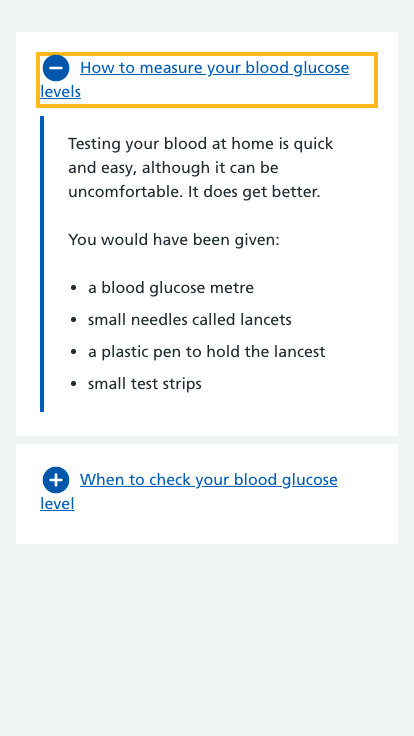 How to measure your blood glucose
levels
Testing your blood at home is quick
and easy, although it can be
uncomfortable. It does get better.
You would have been given:
• a blood glucose metre
• small needles called lancets
• a plastic pen to hold the lancest
• small test strips
When to check your blood glucose
level